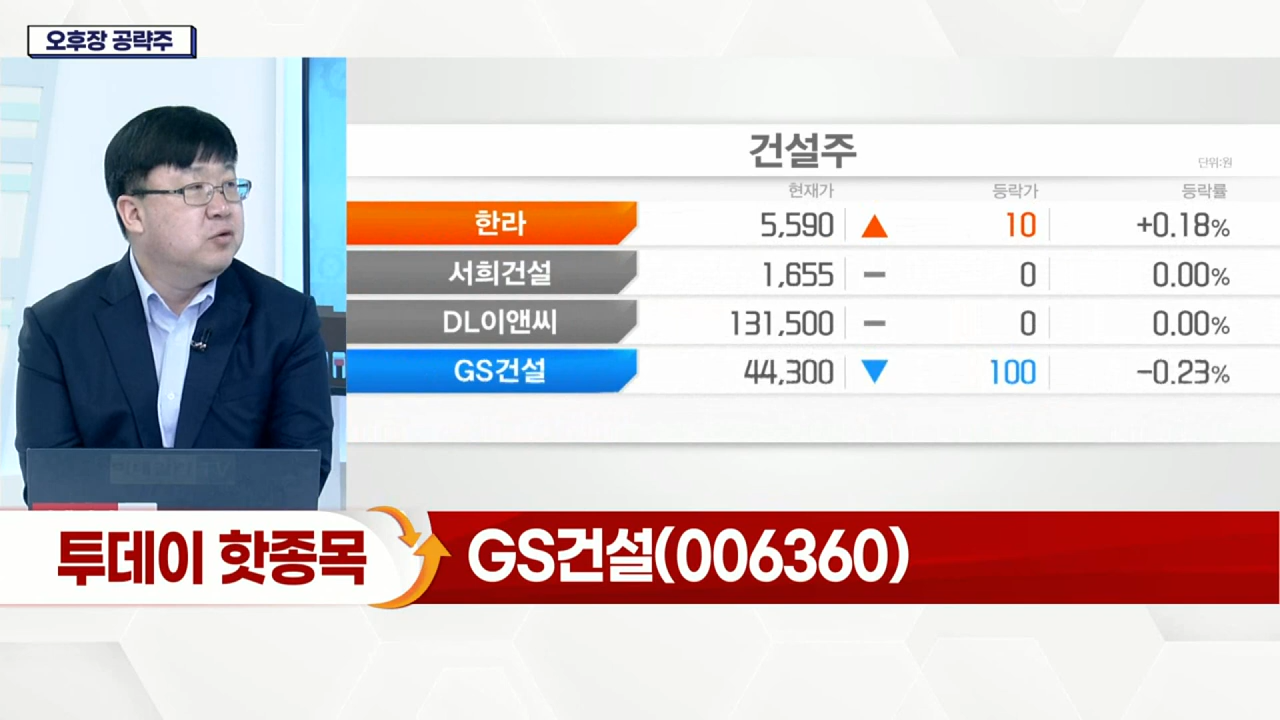 오후장 공략주
건설주
단위:원
현재가 등락가 등락률
한라 5,590 ▲ 10 +0.18%
서희건설 1,655 − 0 0.00%
DL이앤씨 131,500 − 0 0.00%
GS건설 44,300 ▼ 100 -0.23%
투데이 핫종목 GS건설(006360)